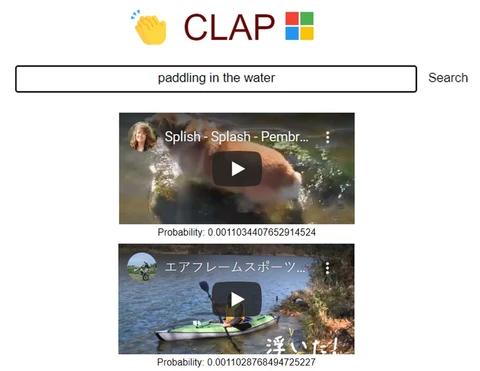 CLAP
paddling in the water
Search
Splish - Splash - Pembr...
Probability: 0.0011034407652914524
エアフレームスポーツ...
浮いた!
Probability: 0.0011028768494725227